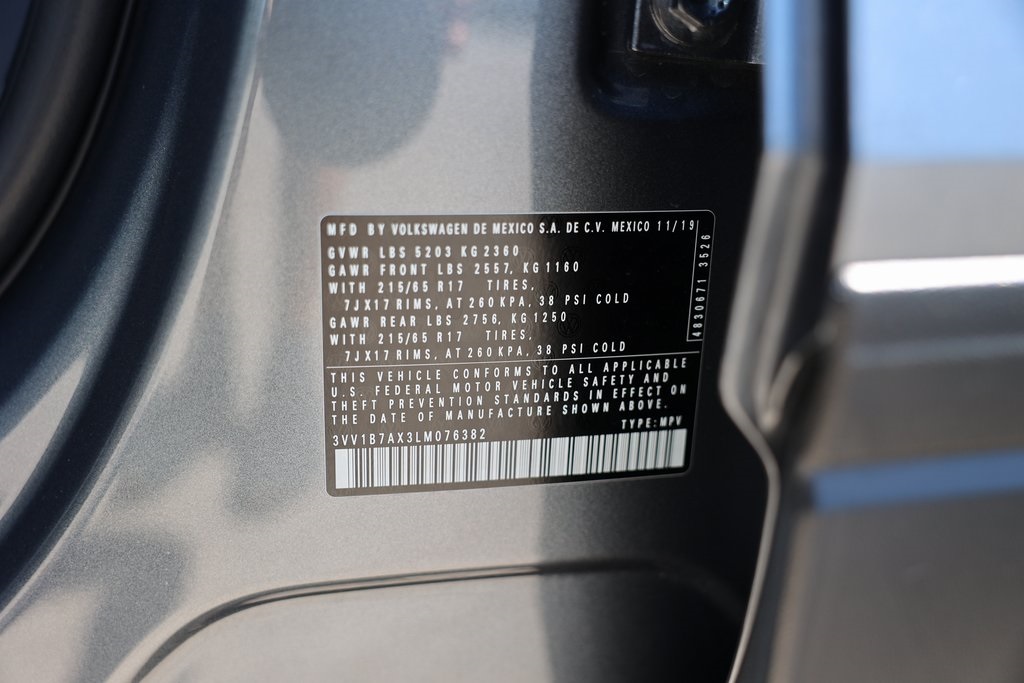 MFD BY VOLKSWAGEN DE MEXICO S.A. DE C.V. MEXICO 11/19
GVWR LBS 5203 KG 2360
GAWR FRONT LBS 2557, KG 1160
WITH 215/65 R17 TIRES,
7JX17 RIMS, AT 260 KPA, 38 PSI COLD
GAWR REAR LBS 2756, KG 1250
WITH 215/65 R17 TIRES,
7JX17 RIMS, AT 260 KPA, 38 PSI COLD
4830671 3526
THIS VEHICLE CONFORMS TO ALL APPLICABLE
U.S. FEDERAL MOTOR VEHICLE SAFETY AND
THEFT PREVENTION STANDARDS IN EFFECT ON
THE DATE OF MANUFACTURE SHOWN ABOVE.
TYPE: MPV
3VV1B7AX3LM076382